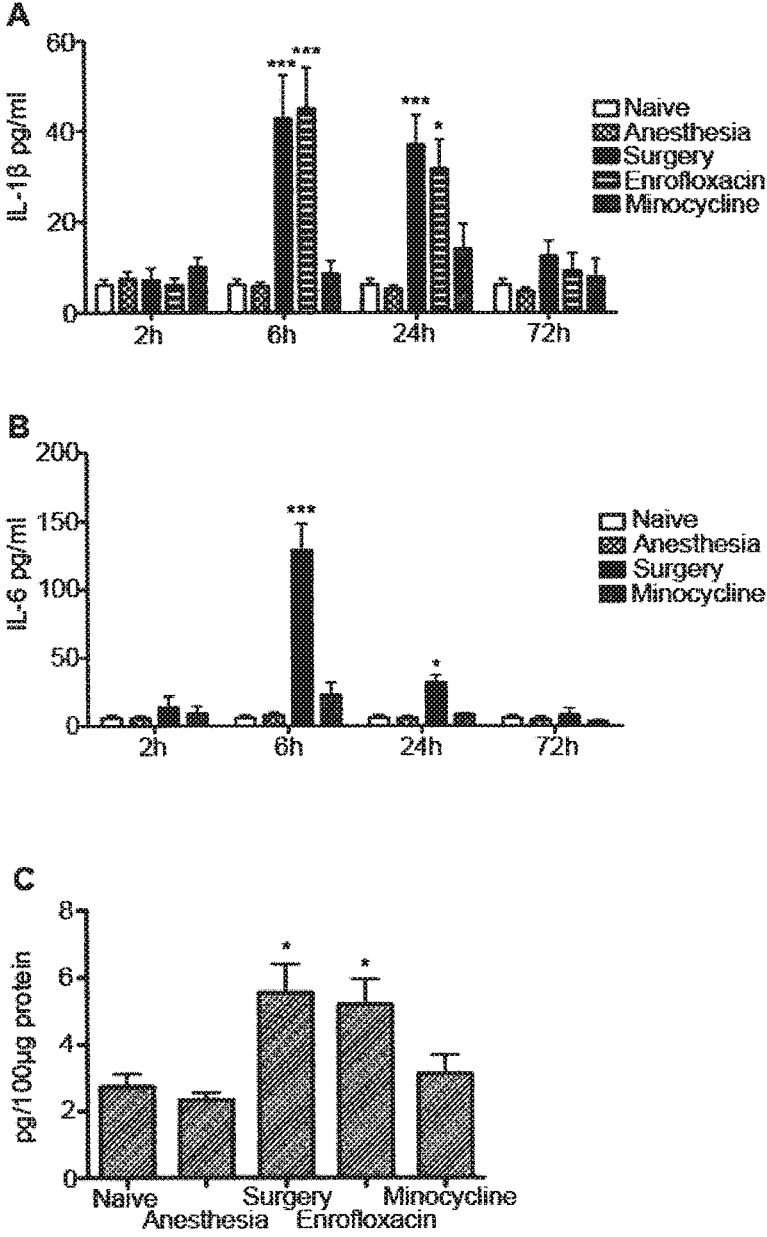 A
60
40
20
0
IL-1β pg/ml
*** ***
*** *
2h 6h 24h 72h
Naive
Anesthesia
Surgery
Enrofloxacin
Minocycline
B
200
150
100
50
0
IL-6 pg/ml
***
*
2h 6h 24h 72h
Naive
Anesthesia
Surgery
Minocycline
C
8
6
4
2
0
pg/100µg protein
* *
Naive Surgery Minocycline
Anesthesia Enrofloxacin